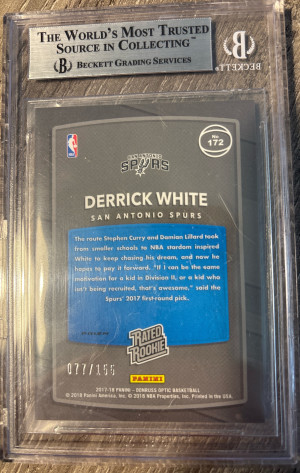 THE WORLD'S MOST TRUSTED
SOURCE IN COLLECTING™
BECKETT GRADING SERVICES
BECKETT
NBA
SAN ANTONIO
SPURS
No.
172
DERRICK WHITE
SAN ANTONIO SPURS
The route Stephen Curry and Damian Lillard took
from smaller schools to NBA stardom inspired
White to keep chasing his dream, and now he
hopes to pay it forward. "If I can be the same
motivation for a kid in Division II, or a kid who
isn't being recruited, that's awesome," said the
Spurs' 2017 first-round pick.
RATED
ROOKIE
077/155
PANINI
2017-18 PANINI – DONRUSS OPTIC BASKETBALL
© 2018 Panini America, Inc. © 2018 NBA Properties, Inc. Printed in the USA.